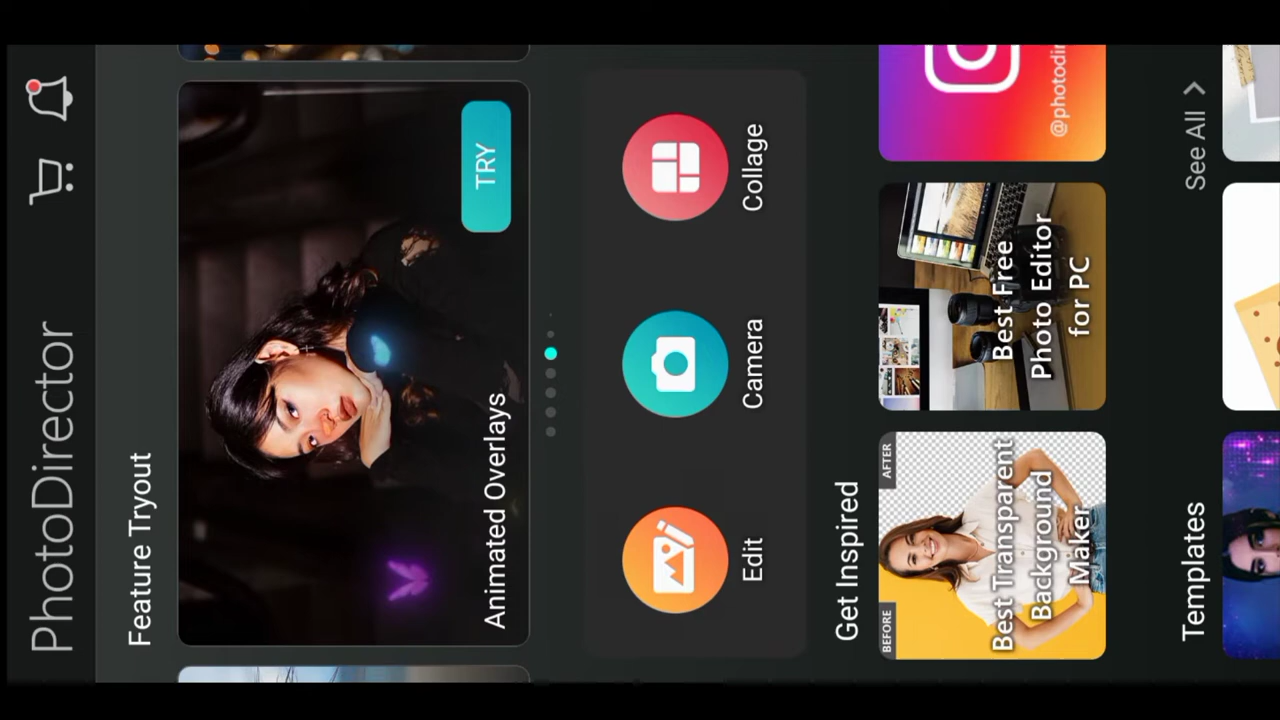 PhotoDirector
Feature Tryout
Animated Overlays
TRY
Edit
Camera
Collage
Get Inspired
BEFORE
AFTER
Best Transparent
Background
Maker
Best Free
Photo Editor
for PC
Templates
See All